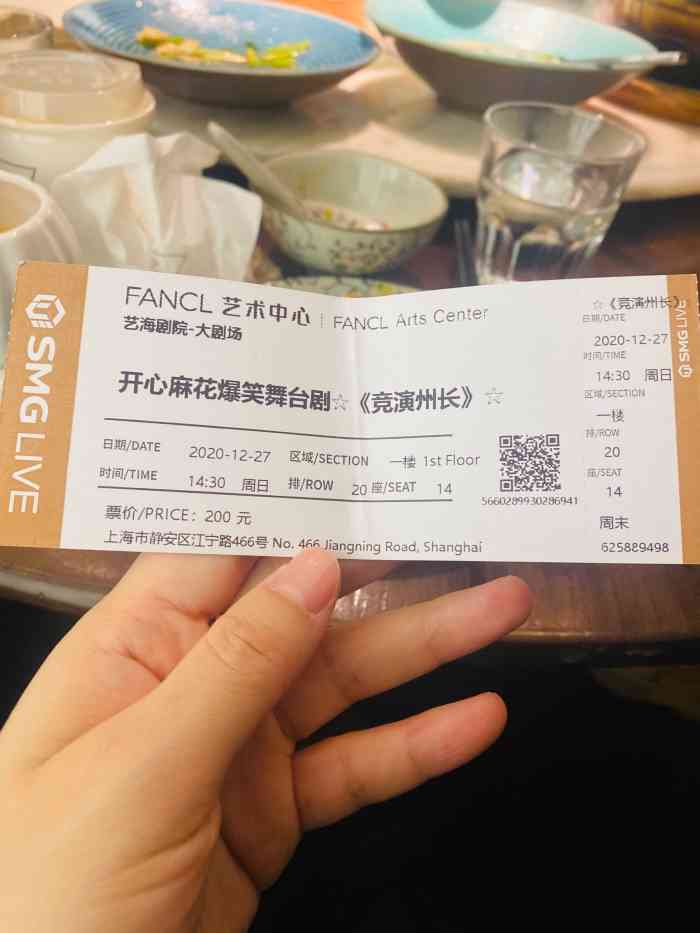 SMG LIVE
FANCL 艺术中心 | FANCL Arts Center
艺海剧院-大剧场
开心麻花爆笑舞台剧☆《竞演州长》☆
日期/DATE 2020-12-27 区域/SECTION 一楼 1st Floor
时间/TIME 14:30 周日 排/ROW 20 座/SEAT 14
5660289930286941
票价/PRICE: 200 元
上海市静安区江宁路466号 No. 466 Jiangning Road, Shanghai
☆《竞演州长》
日期/DATE
2020-12-27
时间/TIME
14:30 周日
区域/SECTION
一楼
排/ROW
20
座/SEAT
14
周末
625889498
SMG LIVE